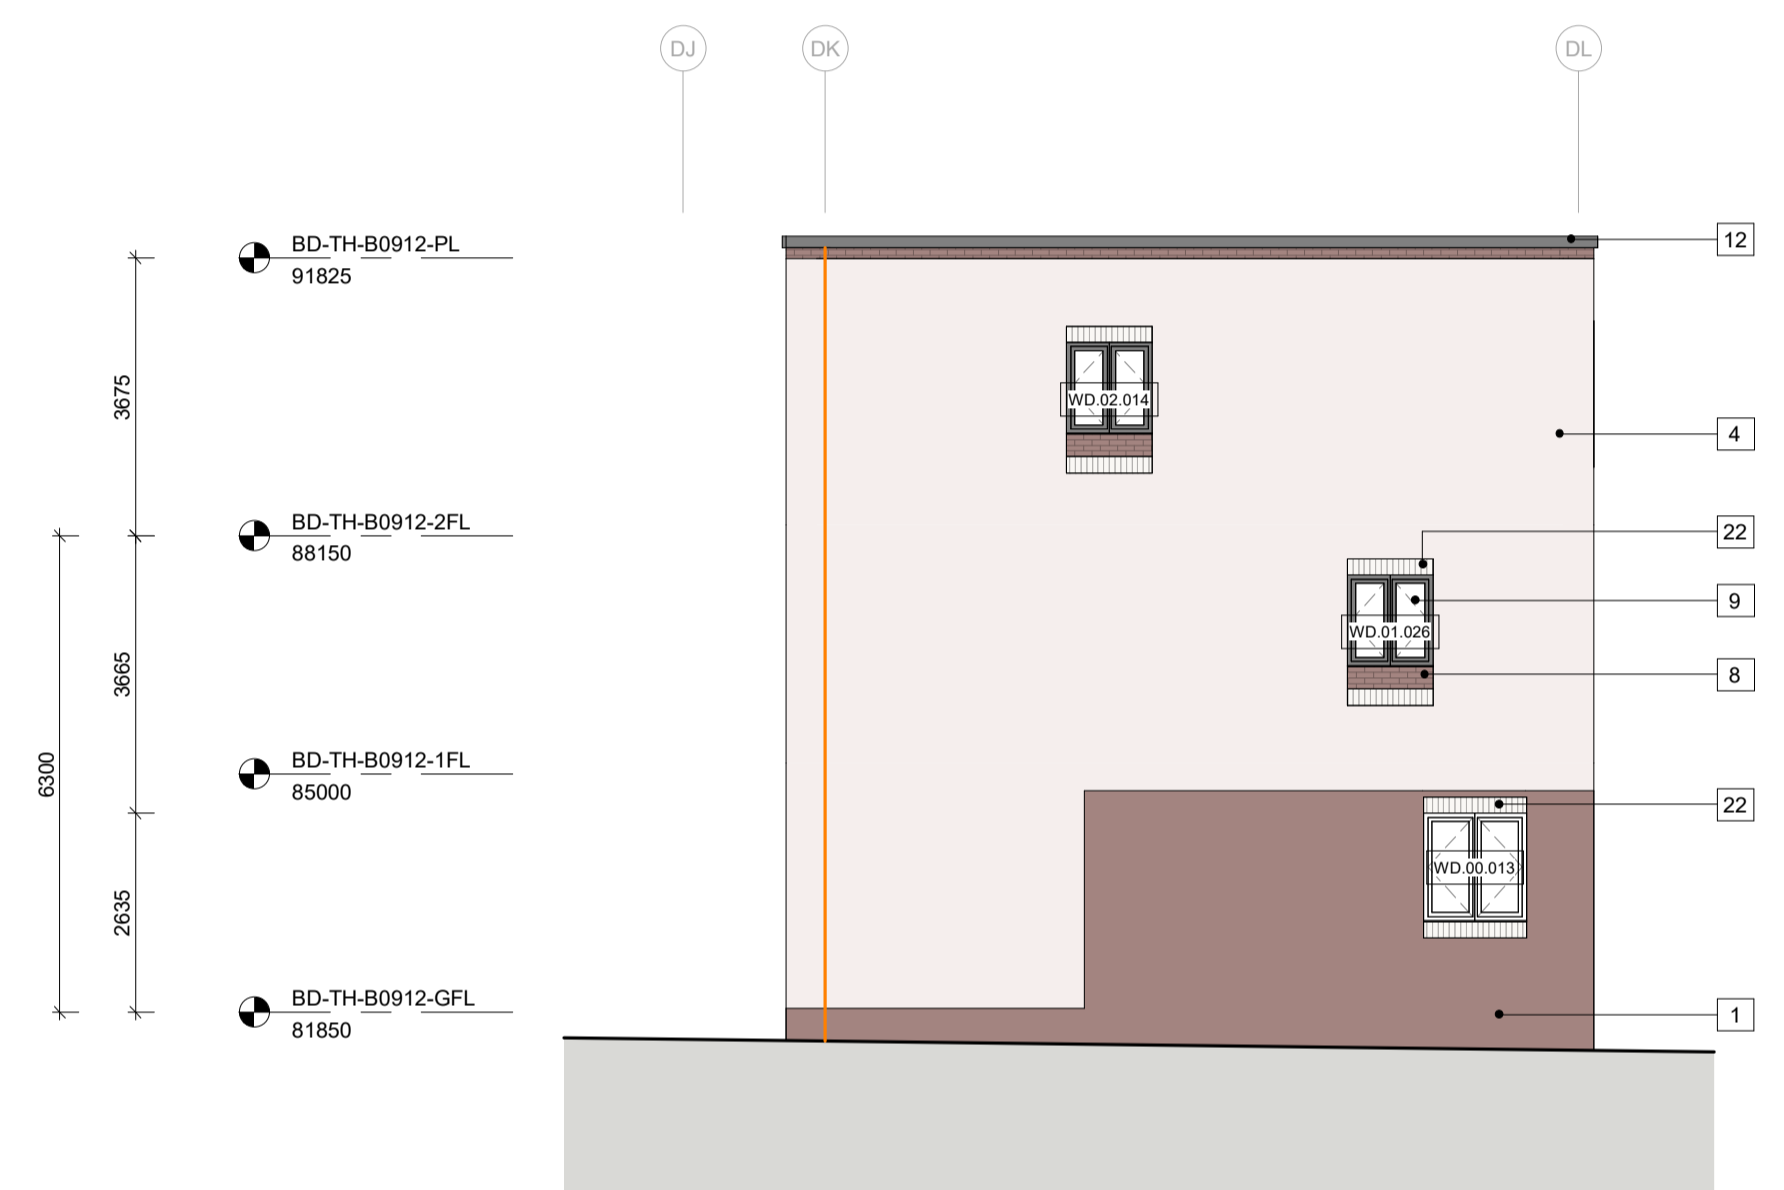 DJ
DK
DL
BD-TH-B0912-PL
91825
12
3675
4
BD-TH-B0912-2FL
88150
WD.02.014
22
9
WD.01.026
8
3665
6300
BD-TH-B0912-1FL
85000
22
WD.00.013
2635
BD-TH-B0912-GFL
81850
1